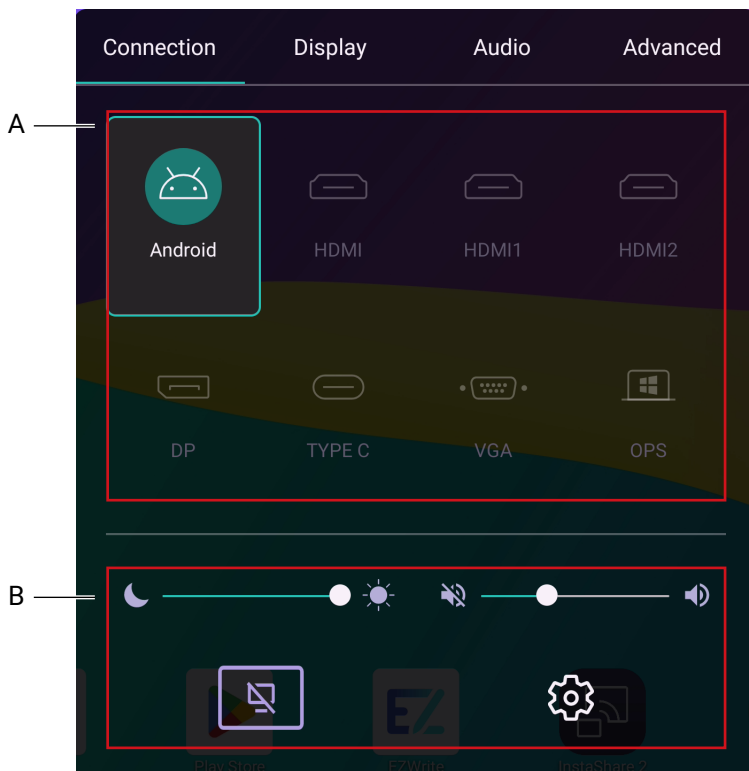 Connection Display Audio Advanced
A
Android HDMI HDMI1 HDMI2
DP TYPE C VGA OPS
B
EZ
Play Store EZWrite InstaShare 2